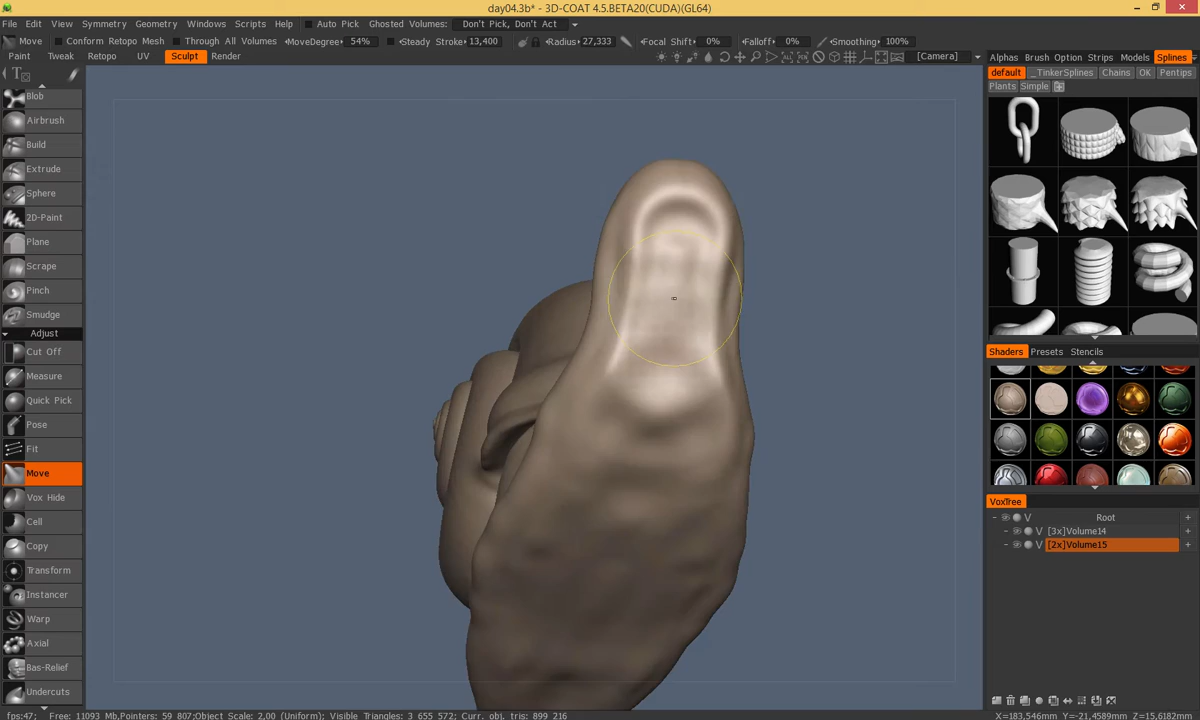 day04.3b* - 3D-COAT 4.5.BETA20(CUDA)(GL64)
File Edit View Symmetry Geometry Windows Scripts Help Auto Pick Ghosted Volumes: Don't Pick, Don't Act
Move Conform Retopo Mesh Through All Volumes MoveDegree: 54% Steady Stroke: 13,400 Radius: 27,333 Focal Shift: 0% Falloff: 0% Smoothing: 100%
Paint Tweak Retopo UV Sculpt Render [Camera]
Alphas Brush Option Strips Models Splines
default _TinkerSplines Chains OK Pentips
Plants Simple
Blob
Airbrush
Build
Extrude
Sphere
2D-Paint
Plane
Scrape
Pinch
Smudge
Adjust
Cut Off
Measure
Quick Pick
Pose
Fit
Move
Vox Hide
Cell
Copy
Transform
Instancer
Warp
Axial
Bas-Relief
Undercuts
Shaders Presets Stencils
VoxTree
V Root
V [3x]Volume14
V [2x]Volume15
fps:47; Free: 11093 Mb,Pointers: 59 807;Object Scale: 2,00 (Uniform); Visible Triangles: 3 655 572; Curr. obj. tris: 899 216
X=183,546mm Y=-21,4589mm Z=15,6182mm